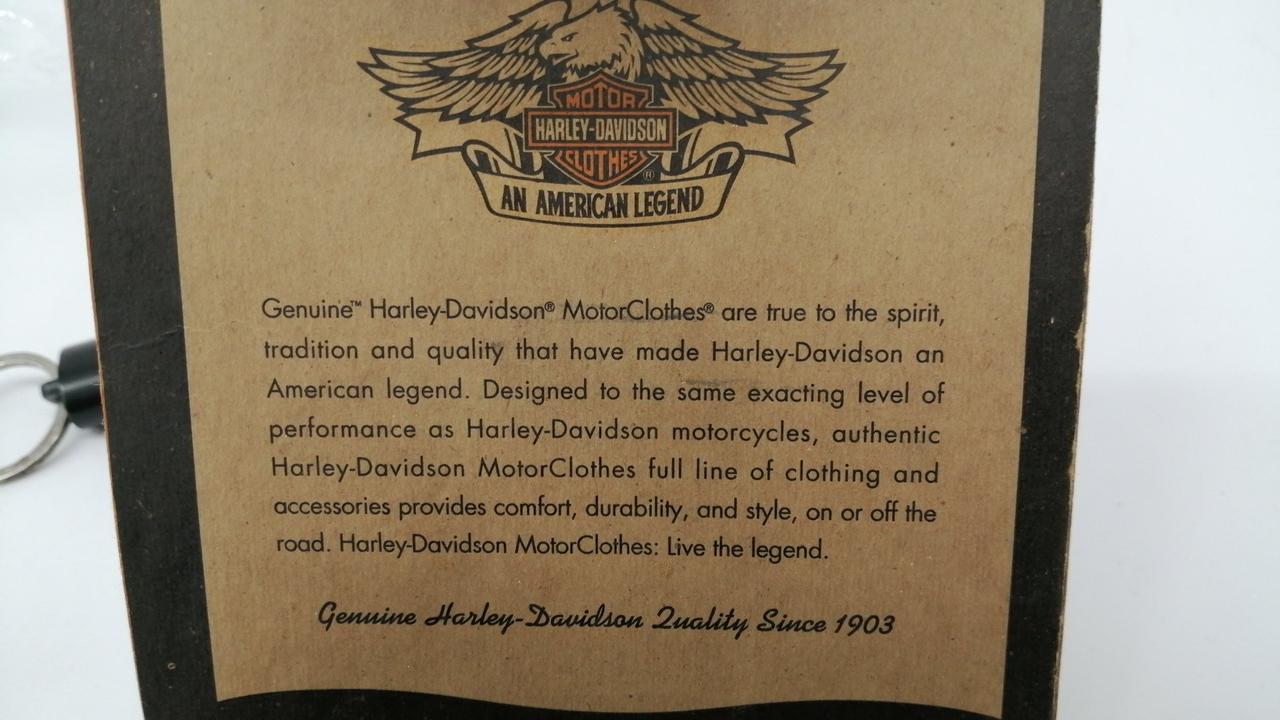 MOTOR
HARLEY-DAVIDSON
CLOTHES
®
AN AMERICAN LEGEND
Genuine™ Harley-Davidson® MotorClothes® are true to the spirit,
tradition and quality that have made Harley-Davidson an
American legend. Designed to the same exacting level of
performance as Harley-Davidson motorcycles, authentic
Harley-Davidson MotorClothes full line of clothing and
accessories provides comfort, durability, and style, on or off the
road. Harley-Davidson MotorClothes: Live the legend.
Genuine Harley-Davidson Quality Since 1903